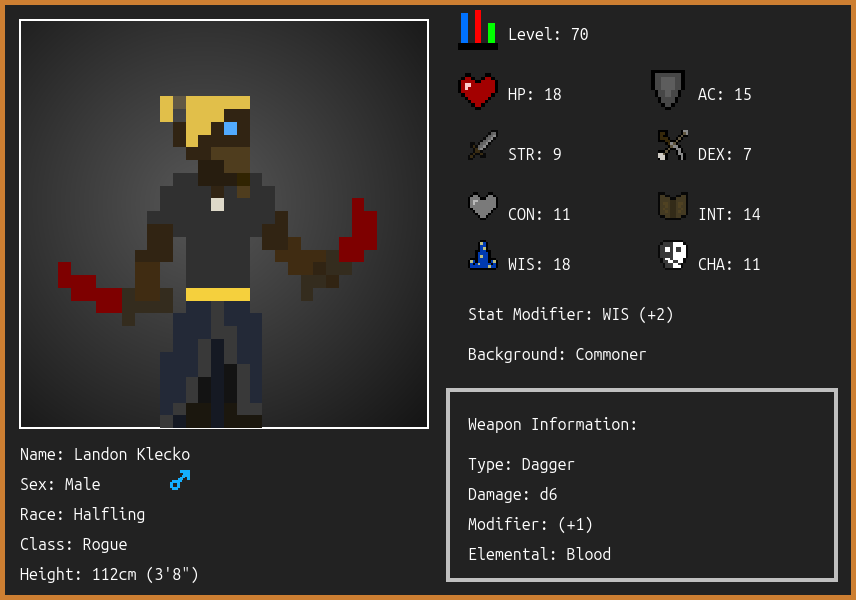 Level: 70
HP: 18
AC: 15
STR: 9
DEX: 7
CON: 11
INT: 14
WIS: 18
CHA: 11
Stat Modifier: WIS (+2)
Background: Commoner
Weapon Information:
Type: Dagger
Damage: d6
Modifier: (+1)
Elemental: Blood
Name: Landon Klecko
Sex: Male
Race: Halfling
Class: Rogue
Height: 112cm (3'8")